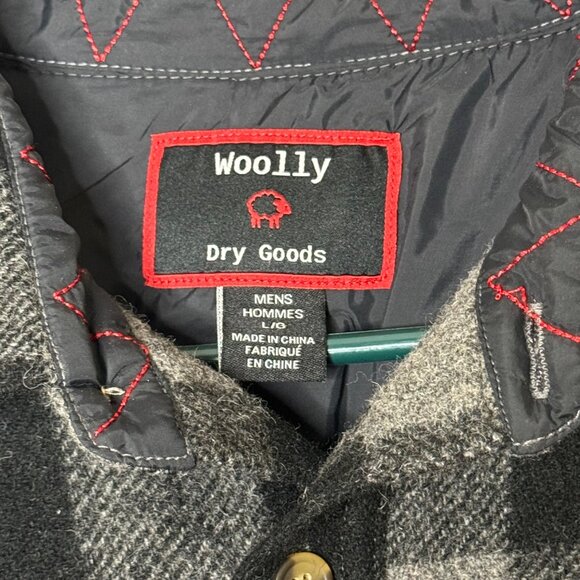 Woolly
Dry Goods
MENS
HOMMES
L/G
MADE IN CHINA
FABRIQUÉ
EN CHINE